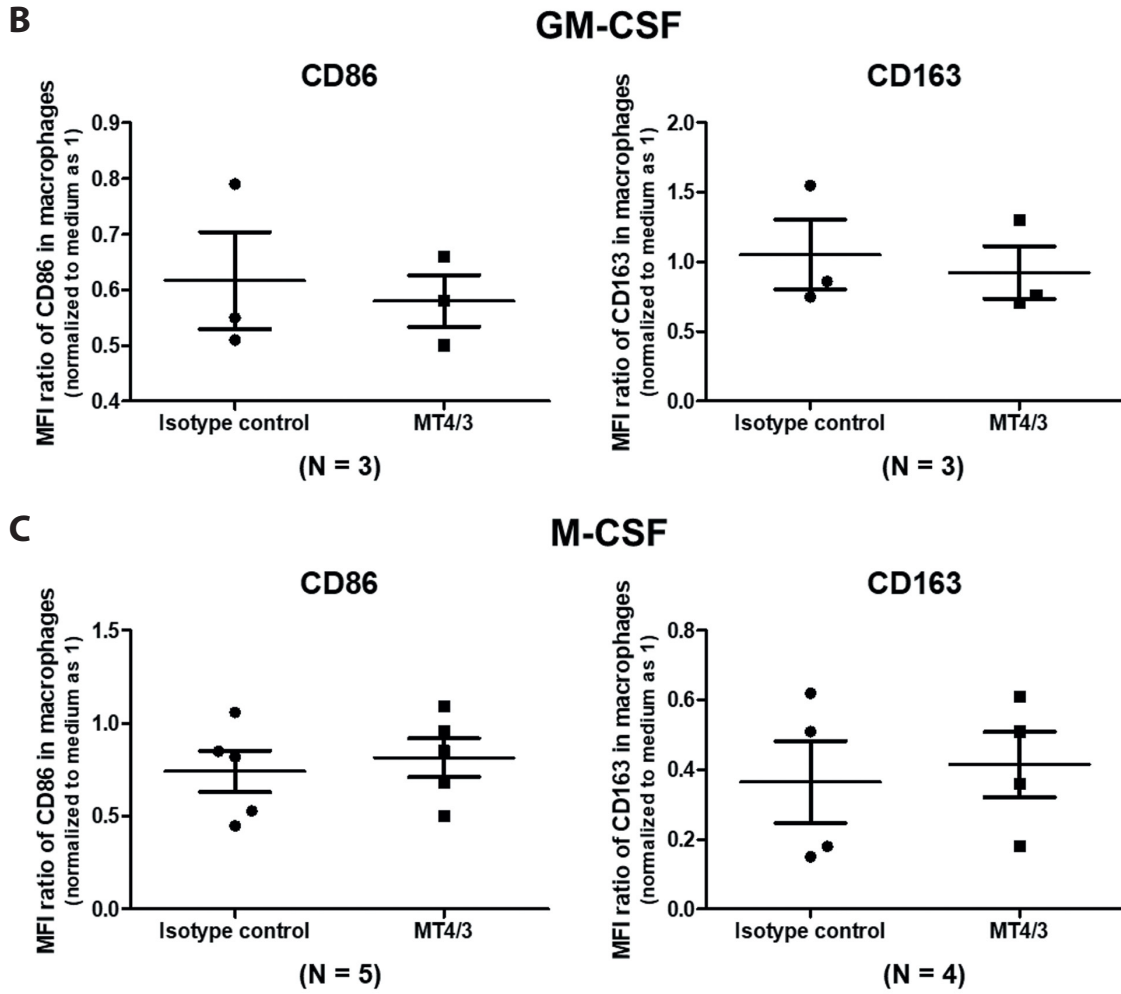 B
GM-CSF
CD86
MFI ratio of CD86 in macrophages
(normalized to medium as 1)
0.9
0.8
0.7
0.6
0.5
0.4
Isotype control
MT4/3
(N = 3)
CD163
MFI ratio of CD163 in macrophages
(normalized to medium as 1)
2.0
1.5
1.0
0.5
0.0
Isotype control
MT4/3
(N = 3)
C
M-CSF
CD86
MFI ratio of CD86 in macrophages
(normalized to medium as 1)
1.5
1.0
0.5
0.0
Isotype control
MT4/3
(N = 5)
CD163
MFI ratio of CD163 in macrophages
(normalized to medium as 1)
0.8
0.6
0.4
0.2
0.0
Isotype control
MT4/3
(N = 4)